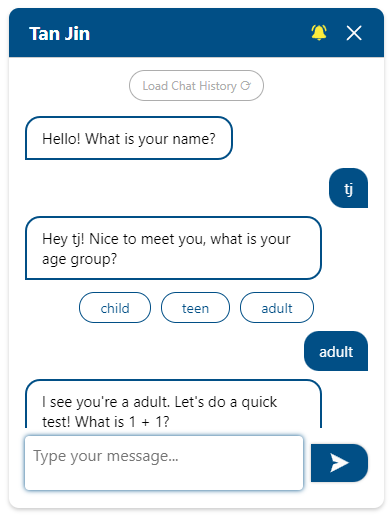 Tan Jin
Load Chat History
Hello! What is your name?
tj
Hey tj! Nice to meet you, what is your
age group?
child teen adult
adult
I see you're a adult. Let's do a quick
test! What is 1 + 1?
Type your message...